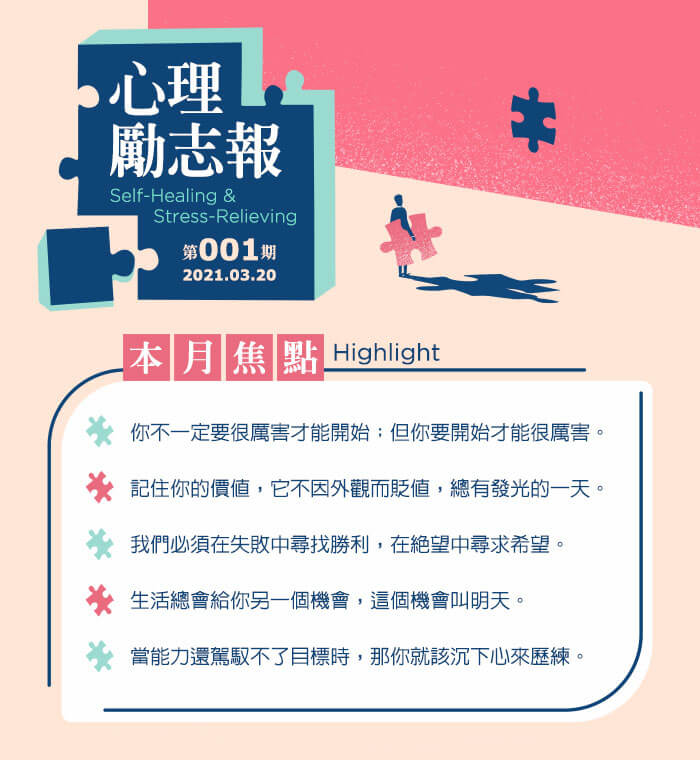 心理
勵志報
Self-Healing &
Stress-Relieving
第001期
2021.03.20
本月焦點 Highlight
你不一定要很厲害才能開始；但你要開始才能很厲害。
記住你的價值，它不因外觀而貶值，總有發光的一天。
我們必須在失敗中尋找勝利，在絕望中尋求希望。
生活總會給你另一個機會，這個機會叫明天。
當能力還駕馭不了目標時，那你就該沉下心來歷練。